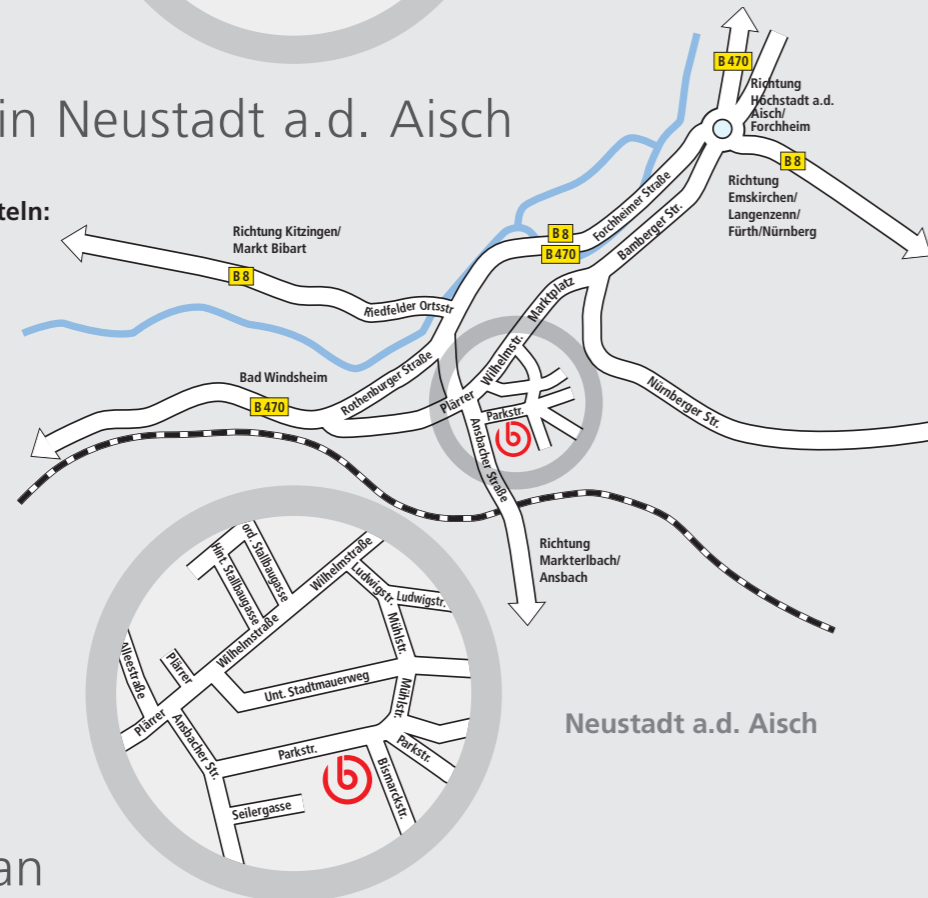 B 470
Richtung
Höchstadt a.d.
Aisch/
Forchheim
in Neustadt a.d. Aisch
B 8
Richtung
Emskirchen/
Langenzenn/
Fürth/Nürnberg
teln:
Richtung Kitzingen/
Markt Bibart
B 8
Forchheimer Straße
Bamberger Str.
B 8
B 470
Riedfelder Ortsstr
Marktplatz
Wilhelmstr.
Bad Windsheim
B 470
Rothenburger Straße
Plärrer
Parkstr.
Nürnberger Str.
Ansbacher Straße
b
Richtung
Markterlbach/
Ansbach
ord. Stallbaugasse
Hint. Stallbaugasse
Wilhelmstraße
Ludwigstr.
Ludwigstr.
Mühlstr.
Wilhelmstraße
Alleestraße
Plärrer
Unt. Stadtmauerweg
Mühlstr.
Plärrer
Ansbacher Str.
Parkstr.
Parkstr.
Bismarckstr.
b
Seilergasse
Neustadt a.d. Aisch
an